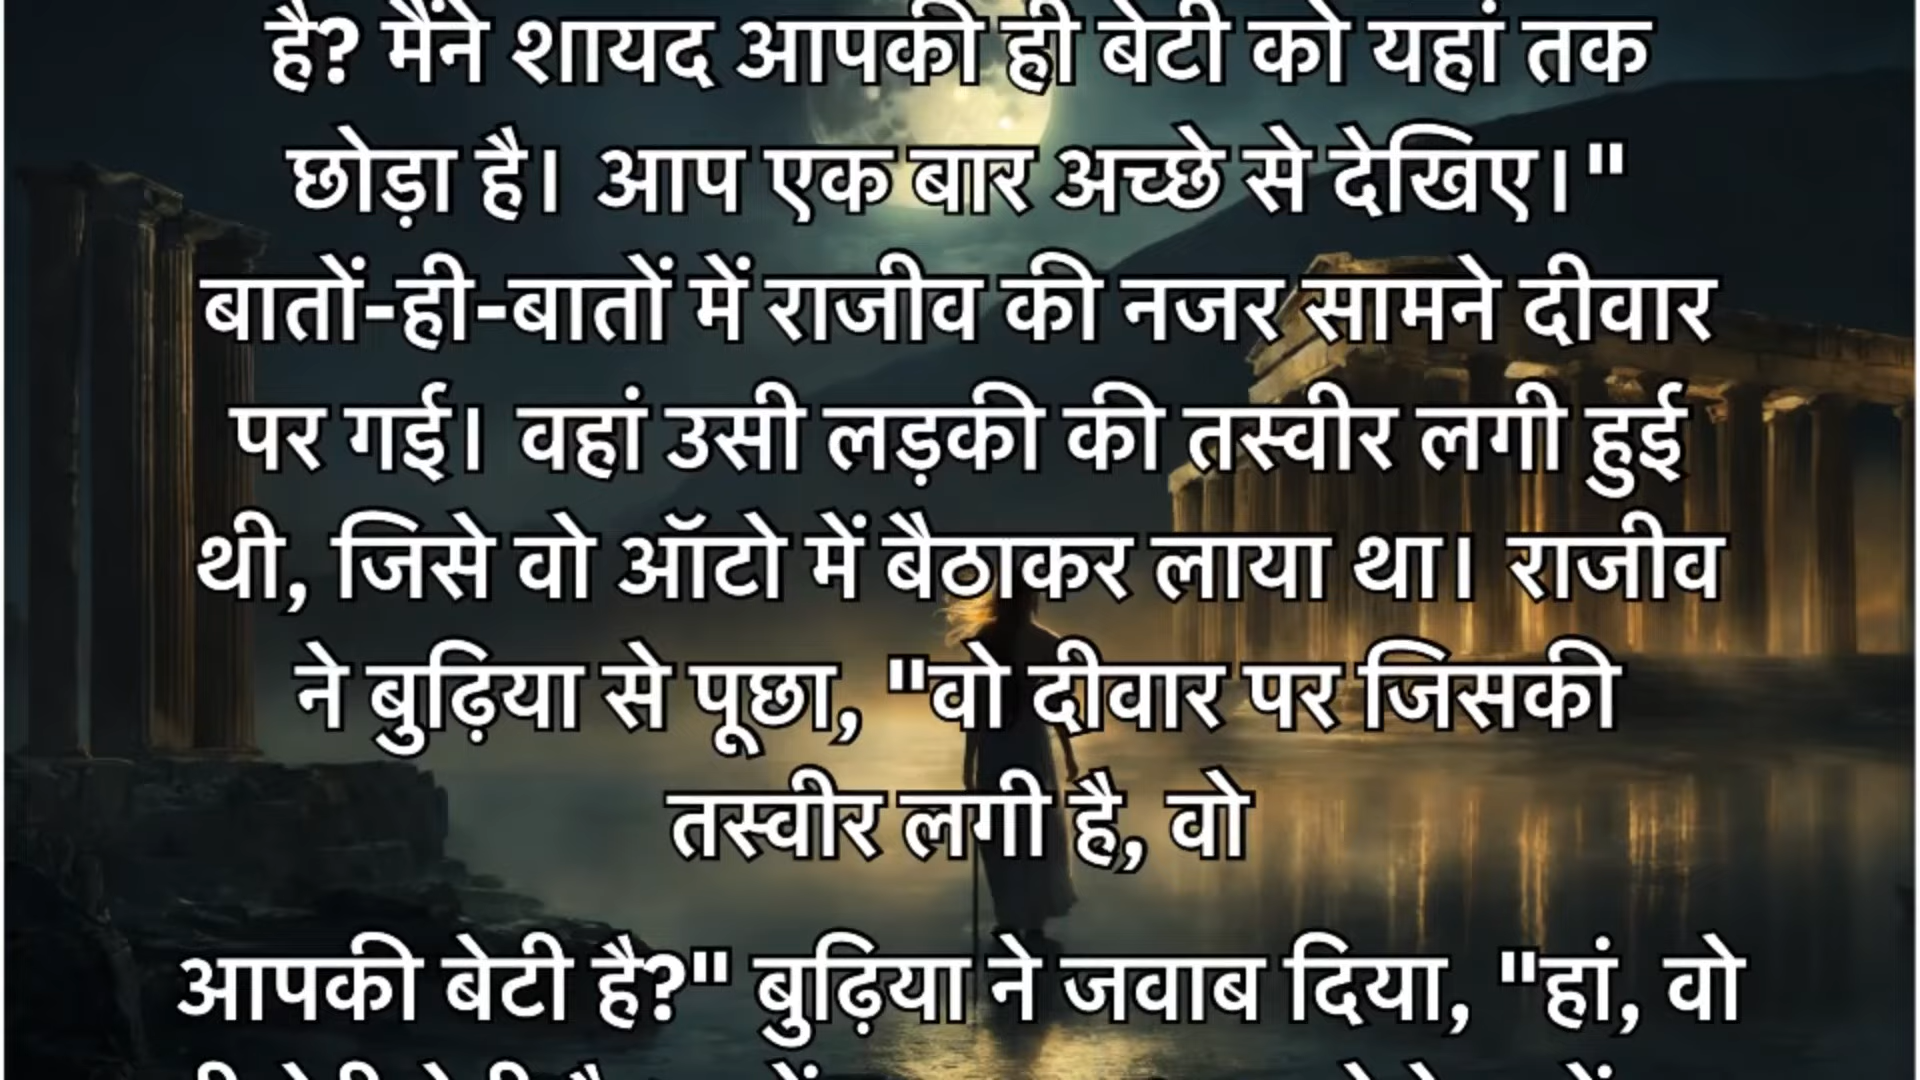 है? मैंने शायद आपकी ही बेटी को यहां तक
छोड़ा है। आप एक बार अच्छे से देखिए।"
बातों-ही-बातों में राजीव की नजर सामने दीवार
पर गई। वहां उसी लड़की की तस्वीर लगी हुई
थी, जिसे वो ऑटो में बैठाकर लाया था। राजीव
ने बुढ़िया से पूछा, "वो दीवार पर जिसकी
तस्वीर लगी है, वो
आपकी बेटी है?" बुढ़िया ने जवाब दिया, "हां, वो